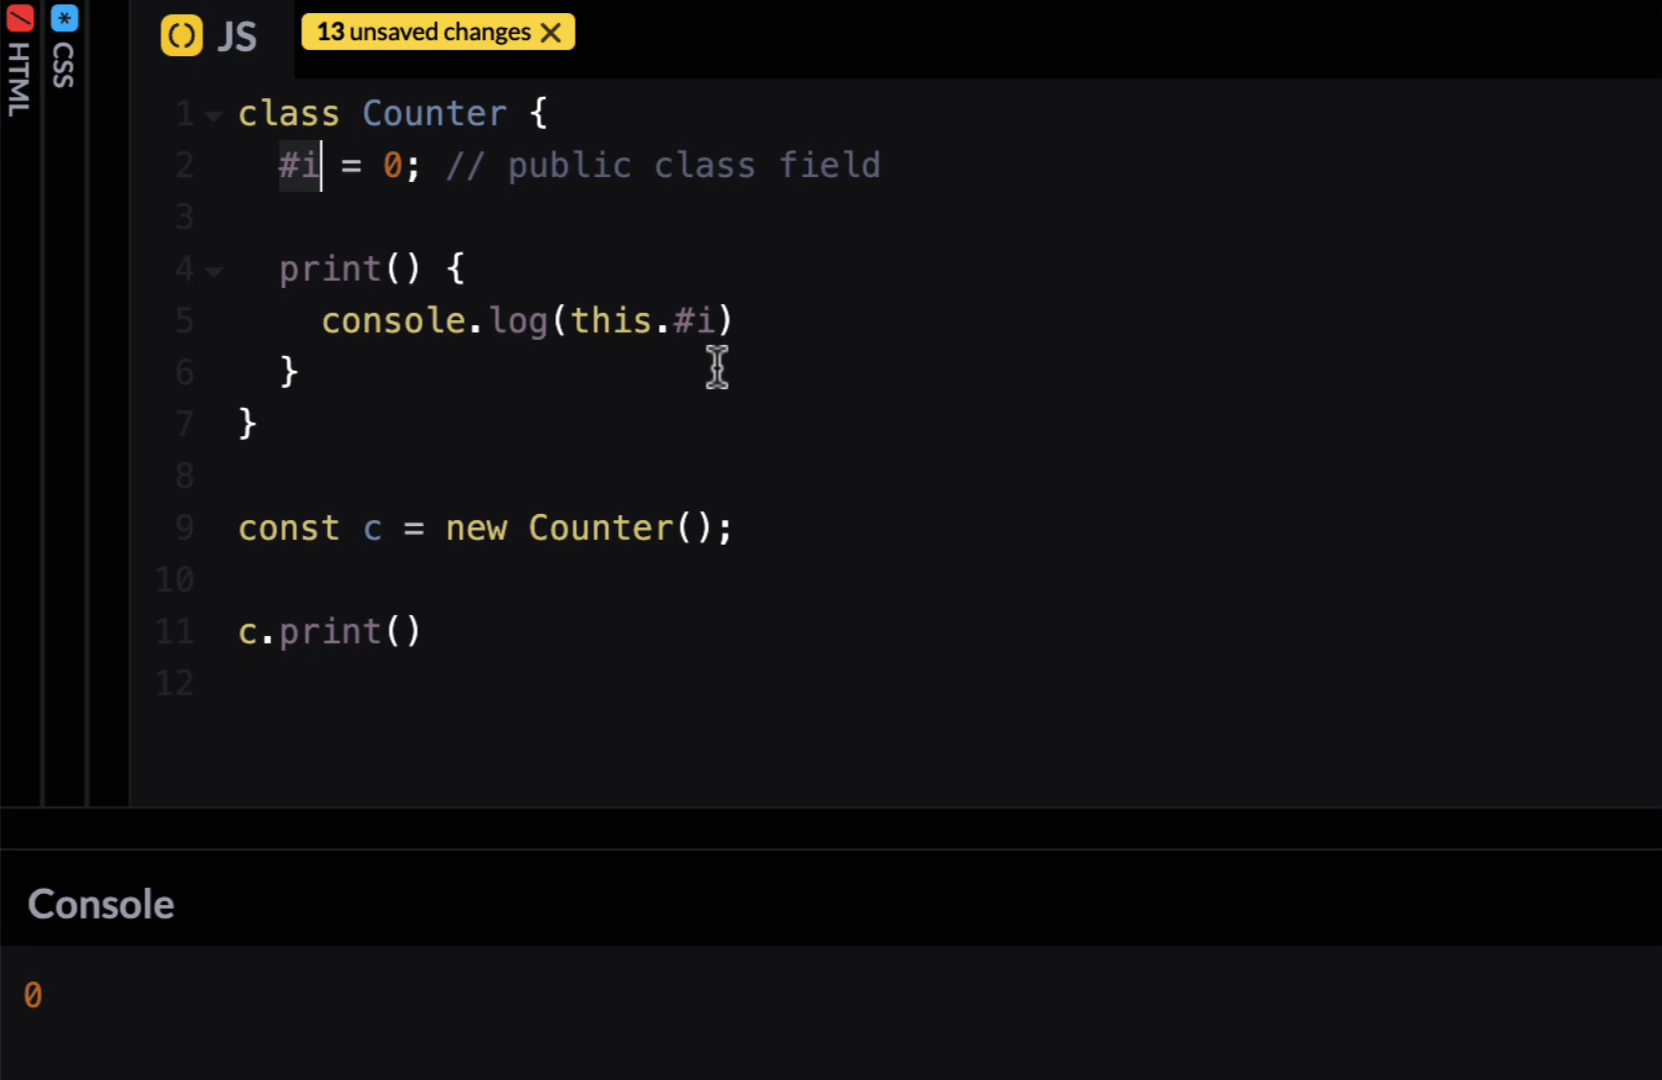 HTML
CSS
JS
13 unsaved changes
1 class Counter {
2 #i = 0; // public class field
3
4 print() {
5 console.log(this.#i)
6 }
7 }
8
9 const c = new Counter();
10
11 c.print()
12
Console
0